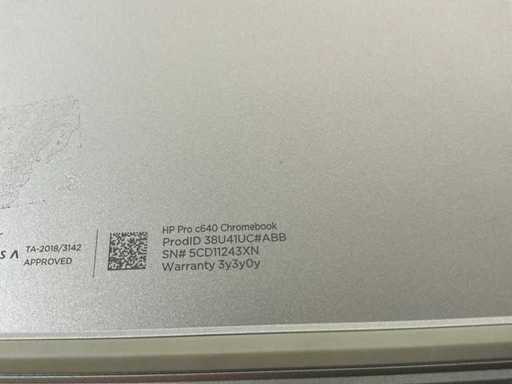 HP Pro c640 Chromebook
ProdID 38U41UC#ABB
SN# 5CD11243XN
Warranty 3y3y0y
S A
TA-2018/3142
APPROVED